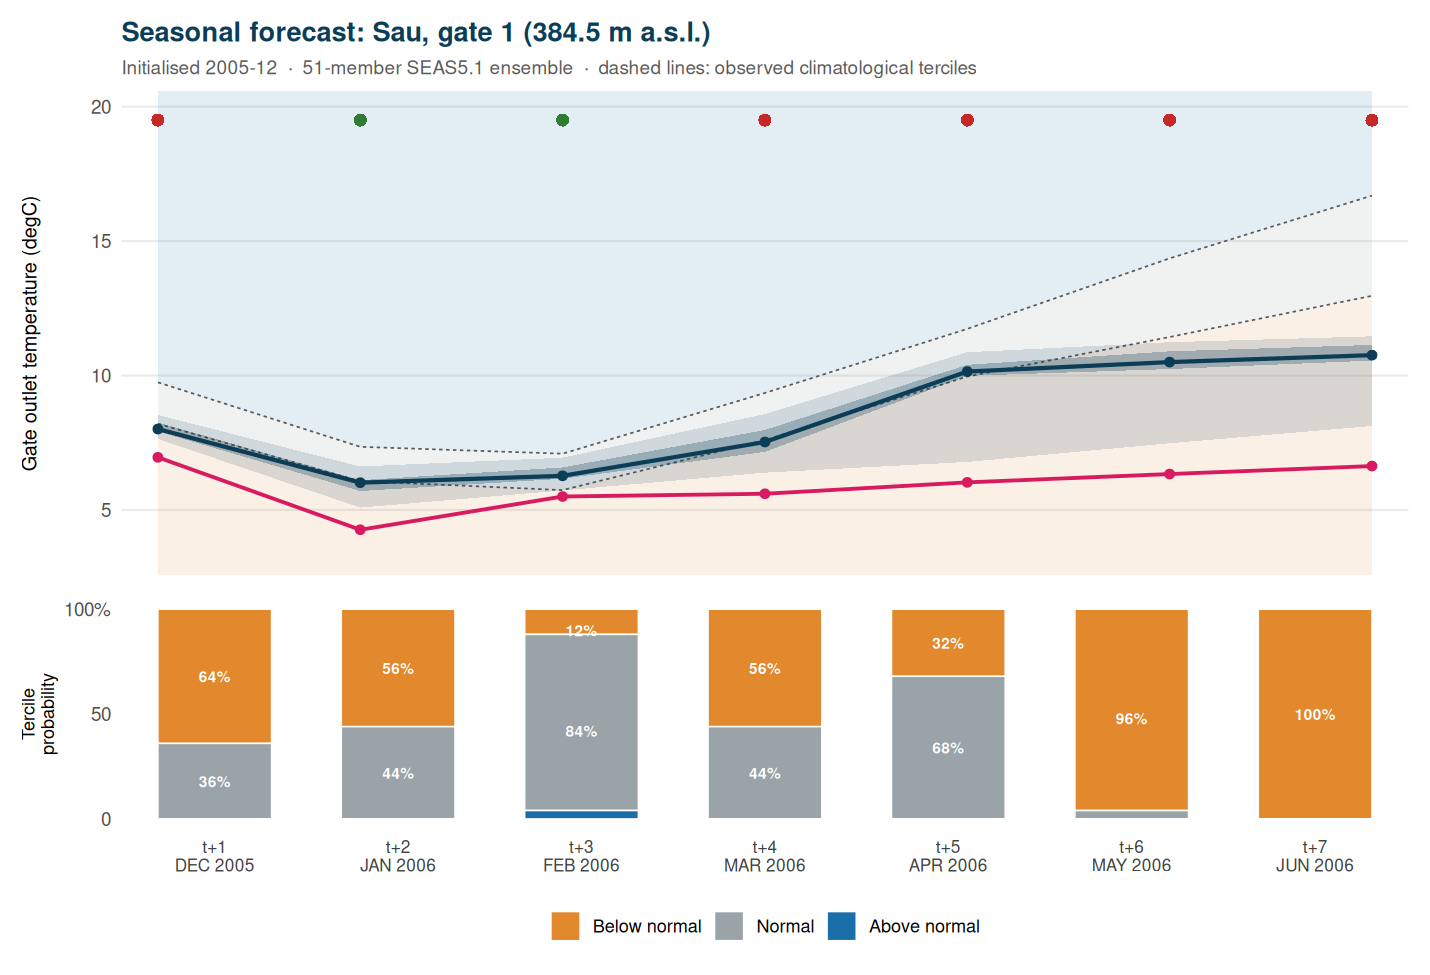 Seasonal forecast: Sau, gate 1 (384.5 m a.s.l.)
Initialised 2005-12 · 51-member SEAS5.1 ensemble · dashed lines: observed climatological terciles
Gate outlet temperature (degC)
20
15
10
5
Tercile
probability
100%
50
0
64%
36%
56%
44%
12%
84%
56%
44%
32%
68%
96%
100%
t+1
DEC 2005
t+2
JAN 2006
t+3
FEB 2006
t+4
MAR 2006
t+5
APR 2006
t+6
MAY 2006
t+7
JUN 2006
Below normal
Normal
Above normal